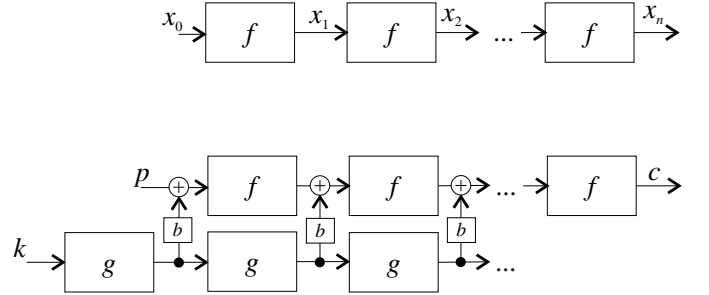 x₀ f x₁ f x₂ ... f xₙ
p + f + f + ... f c
b b b
k g g g ...